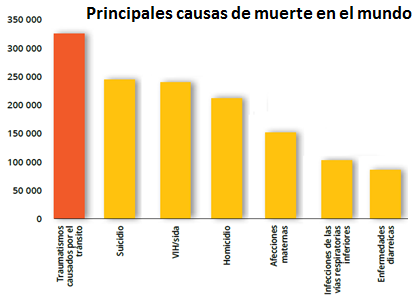 Principales causas de muerte en el mundo
350 000
300 000
250 000
200 000
150 000
100 000
50 000
0
Traumatismos
causados por el
tránsito
Suicidio
VIH/sida
Homicidio
Afecciones
maternas
Infecciones de las
vías respiratorias
inferiores
Enfermedades
diarreicas